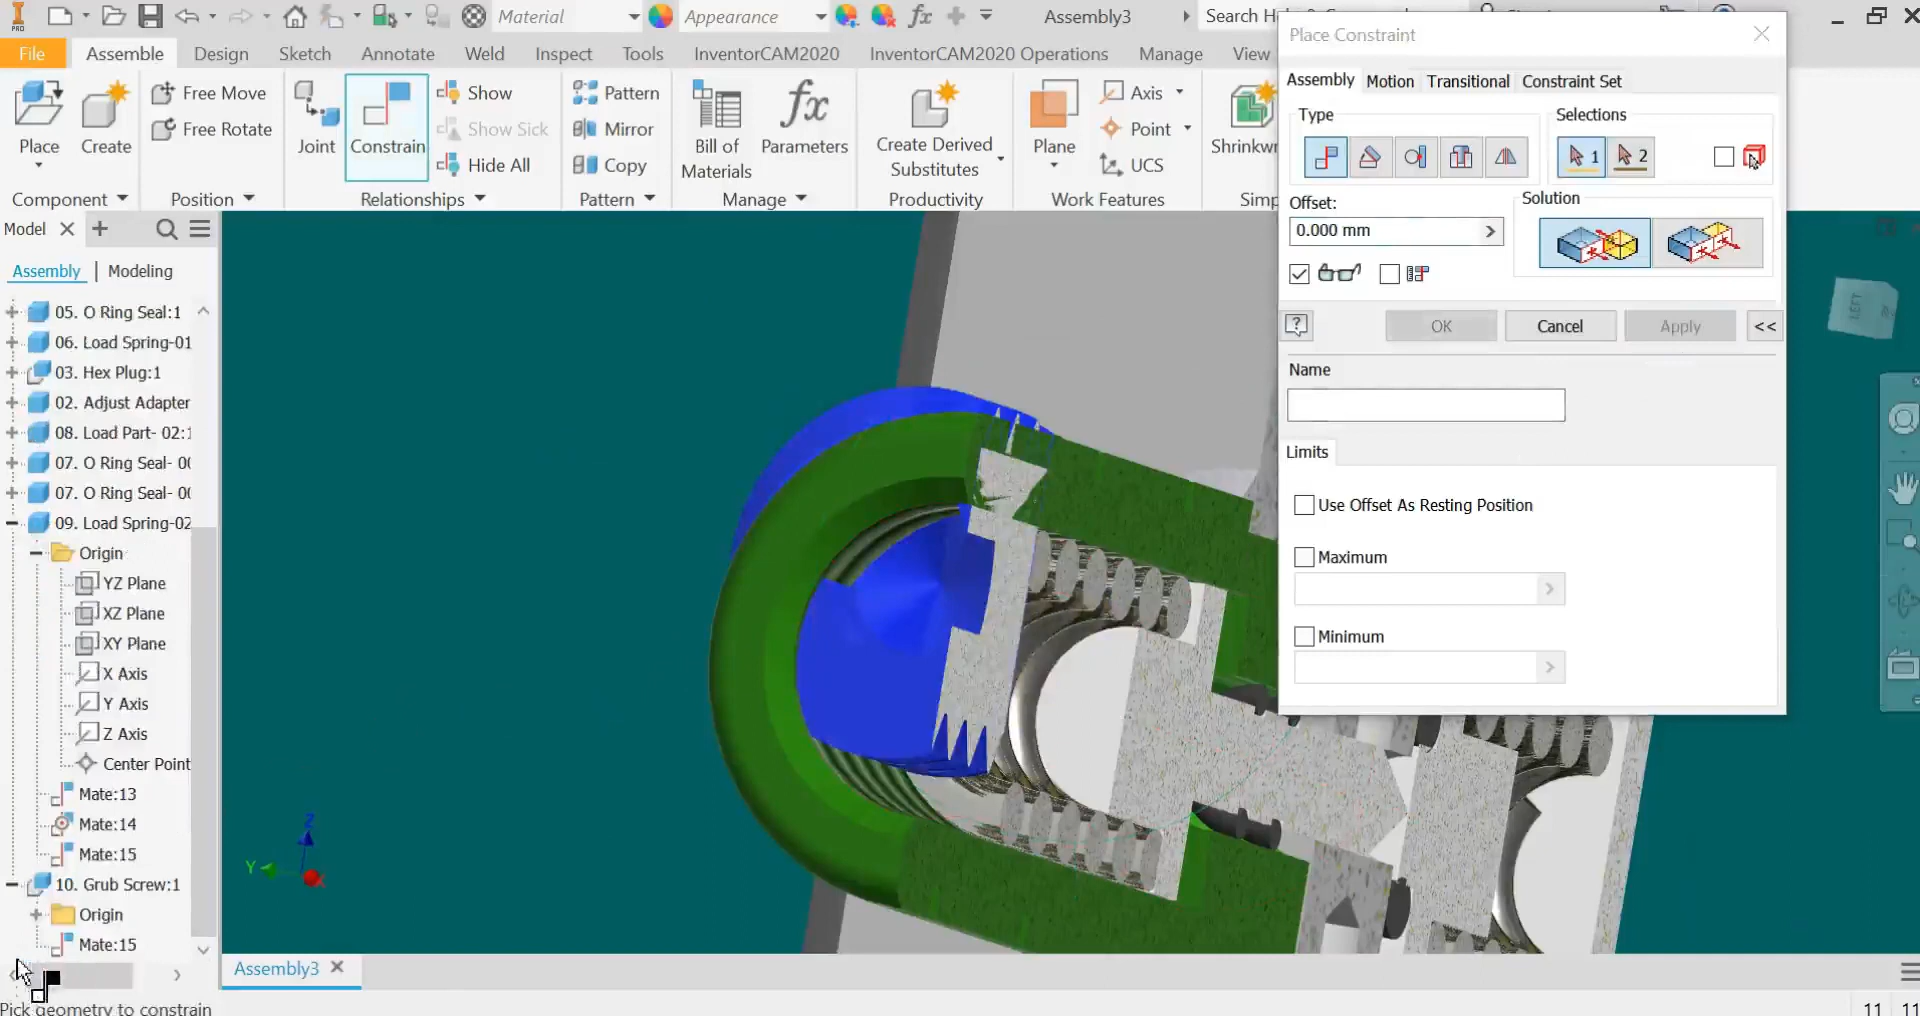 PRO
Material
Appearance
fx
Assembly3
File
Assemble
Design
Sketch
Annotate
Weld
Inspect
Tools
InventorCAM2020
InventorCAM2020 Operations
Manage
View
Place
Create
Component
Free Move
Free Rotate
Position
Joint
Constrain
Show
Show Sick
Hide All
Relationships
Pattern
Mirror
Copy
Pattern
Bill of
Materials
fx
Parameters
Manage
Create Derived
Substitutes
Productivity
Plane
Axis
Point
UCS
Work Features
Place Constraint
Assembly
Motion
Transitional
Constraint Set
Type
Selections
1
2
Offset:
0.000 mm
Solution
?
OK
Cancel
Apply
<<
Name
Limits
Use Offset As Resting Position
Maximum
Minimum
Model
Assembly
Modeling
05. O Ring Seal:1
06. Load Spring-01
03. Hex Plug:1
02. Adjust Adapter
08. Load Part- 02:1
07. O Ring Seal- 00
07. O Ring Seal- 00
09. Load Spring-02
Origin
YZ Plane
XZ Plane
XY Plane
X Axis
Y Axis
Z Axis
Center Point
Mate:13
Mate:14
Mate:15
10. Grub Screw:1
Origin
Mate:15
LEFT
Z
Y
X
Assembly3
Pick geometry to constrain
11
11